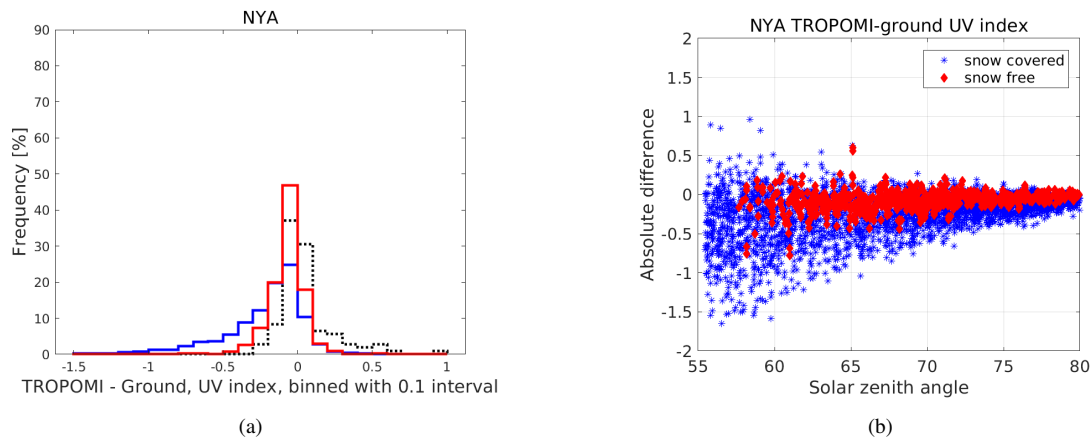 NYA
90
80
70
60
50
40
30
20
10
0
Frequency [%]
-1.5 -1 -0.5 0 0.5 1
TROPOMI - Ground, UV index, binned with 0.1 interval
(a)
NYA TROPOMI-ground UV index
2
1.5
1
0.5
0
-0.5
-1
-1.5
-2
Absolute difference
snow covered
snow free
55 60 65 70 75 80
Solar zenith angle
(b)